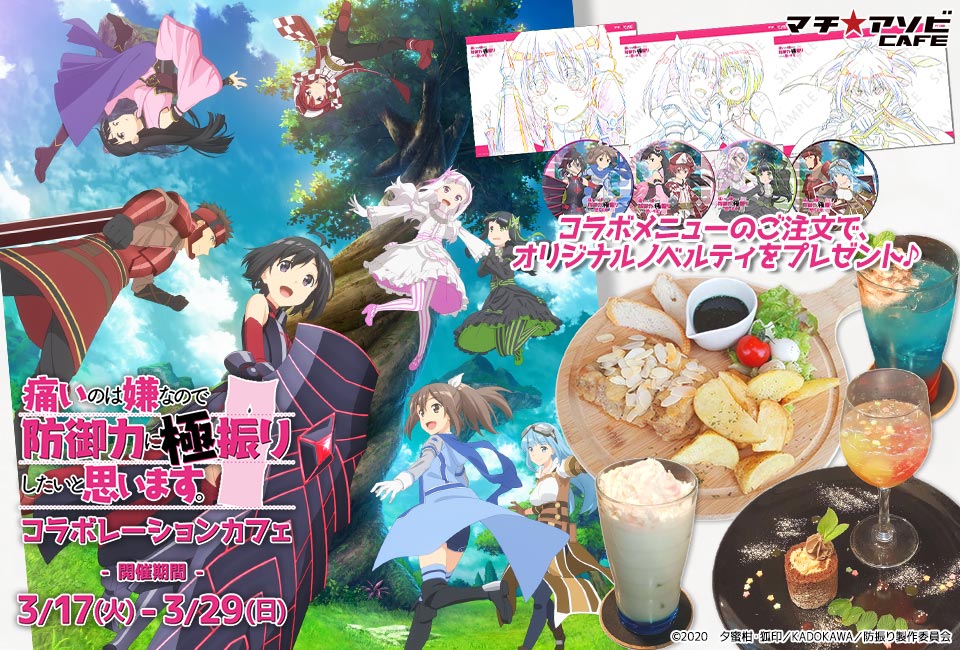 マチ★アソビ
CAFE
SAMPLE
SAMPLE
SAMPLE
コラボメニューのご注文で、
オリジナルノベルティをプレゼント♪
痛いのは嫌なので
防御力に極振り
したいと思います。
コラボレーションカフェ
- 開催期間 -
3/17(火) - 3/29(日)
©2020 夕蜜柑・狐印/KADOKAWA/防振り製作委員会